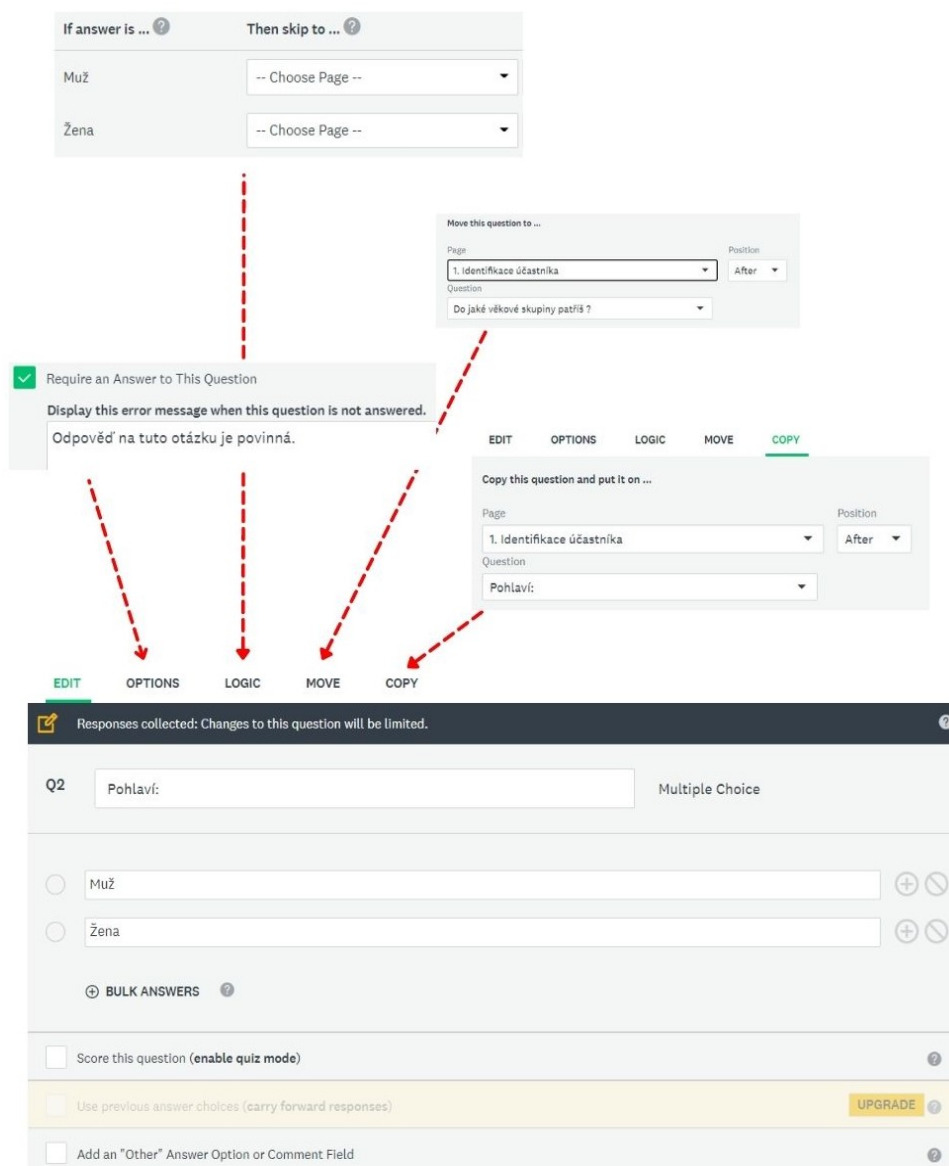 If answer is ... ? Then skip to ... ?
Muž -- Choose Page --
Žena -- Choose Page --
Move this question to ...
Page Position
1. Identifikace účastníka After
Question
Do jaké věkové skupiny patříš ?
Require an Answer to This Question
Display this error message when this question is not answered.
Odpověď na tuto otázku je povinná.
EDIT OPTIONS LOGIC MOVE COPY
Copy this question and put it on ...
Page Position
1. Identifikace účastníka After
Question
Pohlaví:
EDIT OPTIONS LOGIC MOVE COPY
Responses collected: Changes to this question will be limited. ?
Q2 Pohlaví: Multiple Choice
Muž
Žena
BULK ANSWERS ?
Score this question (enable quiz mode) ?
Use previous answer choices (carry forward responses) UPGRADE ?
Add an "Other" Answer Option or Comment Field ?